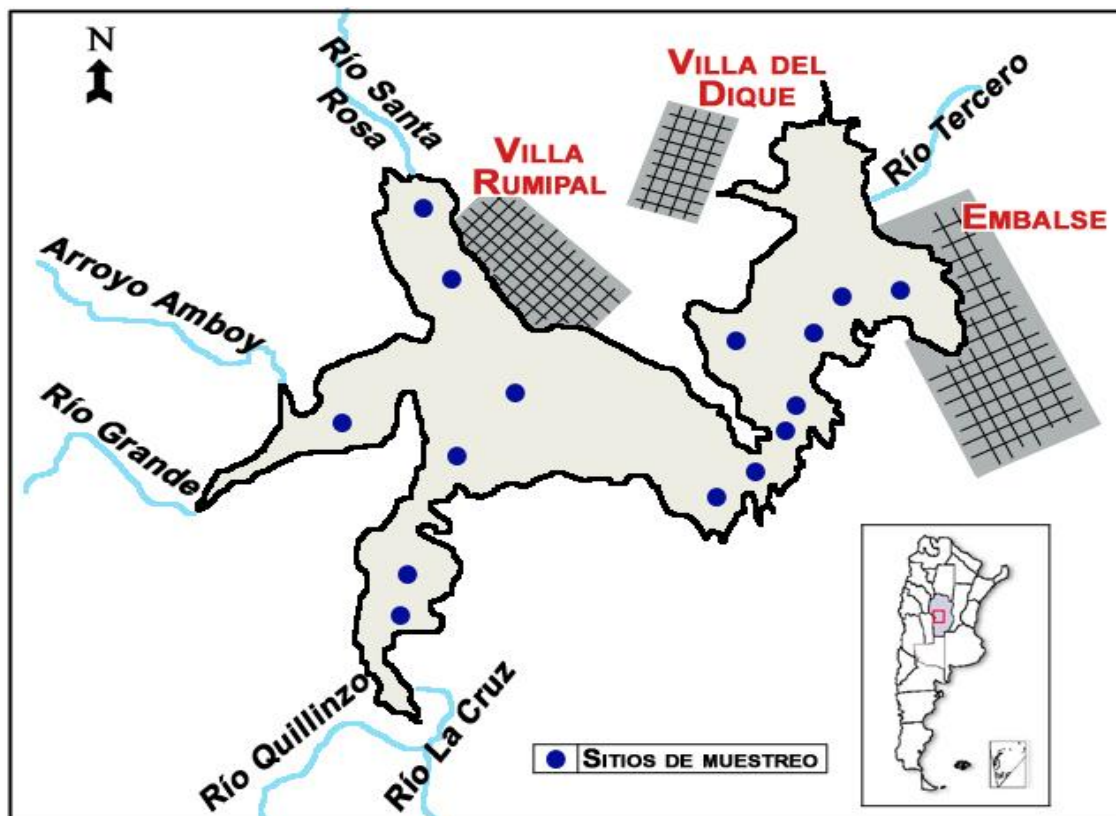 N
Río Santa
Rosa
VILLA DEL
DIQUE
Río Tercero
VILLA
RUMIPAL
EMBALSE
Arroyo Amboy
Río Grande
Río Quillinzo
Río La Cruz
SITIOS DE MUESTREO